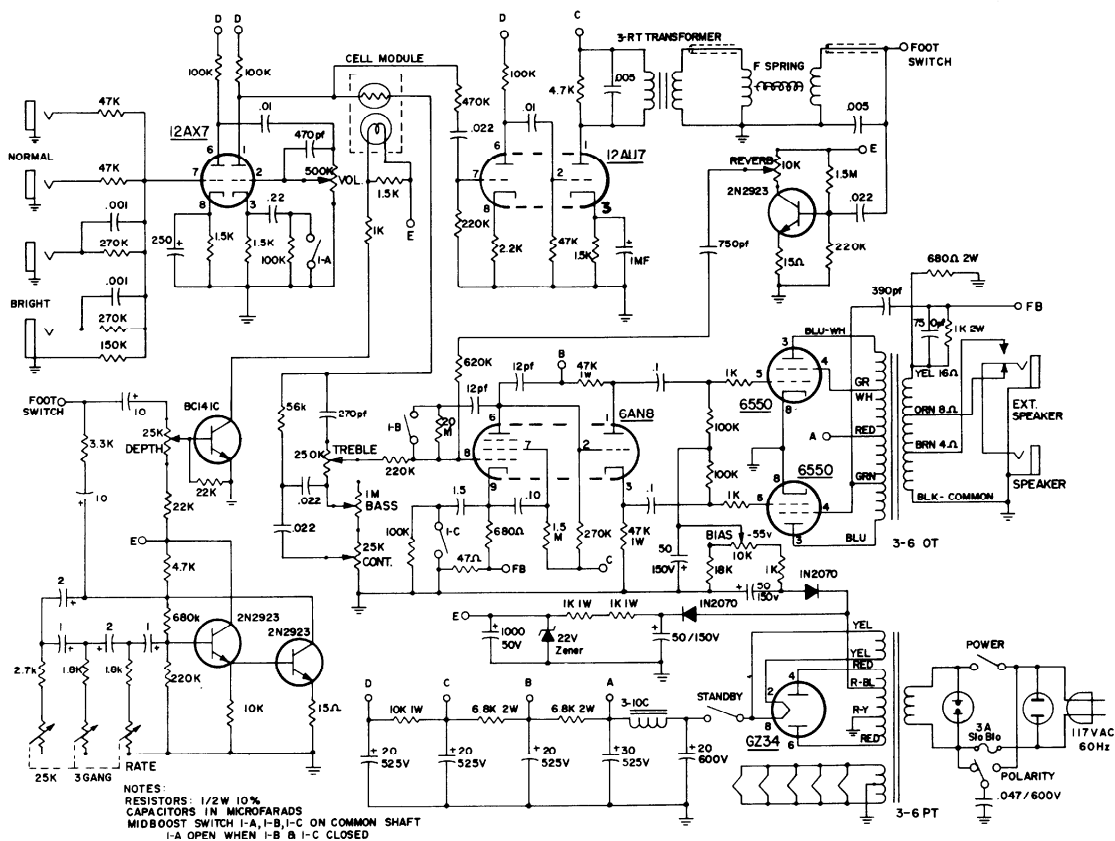 D
D
100K
100K
CELL MODULE
D
C
100K
3-RT TRANSFORMER
.005
4.7K
F SPRING
FOOT
SWITCH
.005
47K
NORMAL
47K
.001
270K
BRIGHT
.001
270K
150K
12AX7
6
1
7
2
8
3
.01
470pf
500K
VOL.
1.5K
E
250
1.5K
1.5K
.22
100K
1-A
1K
470K
.022
220K
.01
12AU7
6
1
7
2
8
3
2.2K
47K
1.5K
1MF
REVERB
10K
E
1.5M
2N2923
.022
15Ω
220K
750pf
680Ω 2W
390pf
FB
750pf
1K 2W
FOOT
SWITCH
10
3.3K
10
25K
DEPTH
BC141C
22K
22K
E
4.7K
56K
270pf
250K
TREBLE
.022
.022
1M
BASS
25K
CONT.
1-B
20
M
12pf
12pf
220K
620K
B
47K
1W
6AN8
6
7
8
9
2
3
.1
.1
1.5
.10
100K
1-C
680Ω
47Ω
FB
1.5
M
270K
C
47K
1W
1K
100K
100K
1K
50
150V
BIAS
10K
-55v
18K
1K
50
150v
1N2070
BLU-WH
3
4
5
8
6550
6550
8
6
4
3
A
GR
WH
RED
GRN
BLU
3-6 OT
YEL 16Ω
ORN 8Ω
BRN 4Ω
BLK-COMMON
EXT.
SPEAKER
SPEAKER
2
1
2
1
680k
2N2923
2N2923
2.7k
1.8K
1.8k
220K
10K
15Ω
25K
3 GANG
RATE
E
1000
50V
22V
Zener
1K 1W
1K 1W
1N2070
50/150V
D
C
B
A
10K 1W
6.8K 2W
6.8K 2W
3-10C
STANDBY
20
525V
20
525V
20
525V
30
525V
20
600V
YEL
YEL
RED
R-BL
R-Y
RED
2
4
8
6
GZ34
3-6 PT
POWER
3A
Slo Blo
117VAC
60Hz
POLARITY
.047/600V
NOTES:
RESISTORS: 1/2W 10%
CAPACITORS IN MICROFARADS
MIDBOOST SWITCH 1-A,1-B,1-C ON COMMON SHAFT
1-A OPEN WHEN 1-B & 1-C CLOSED